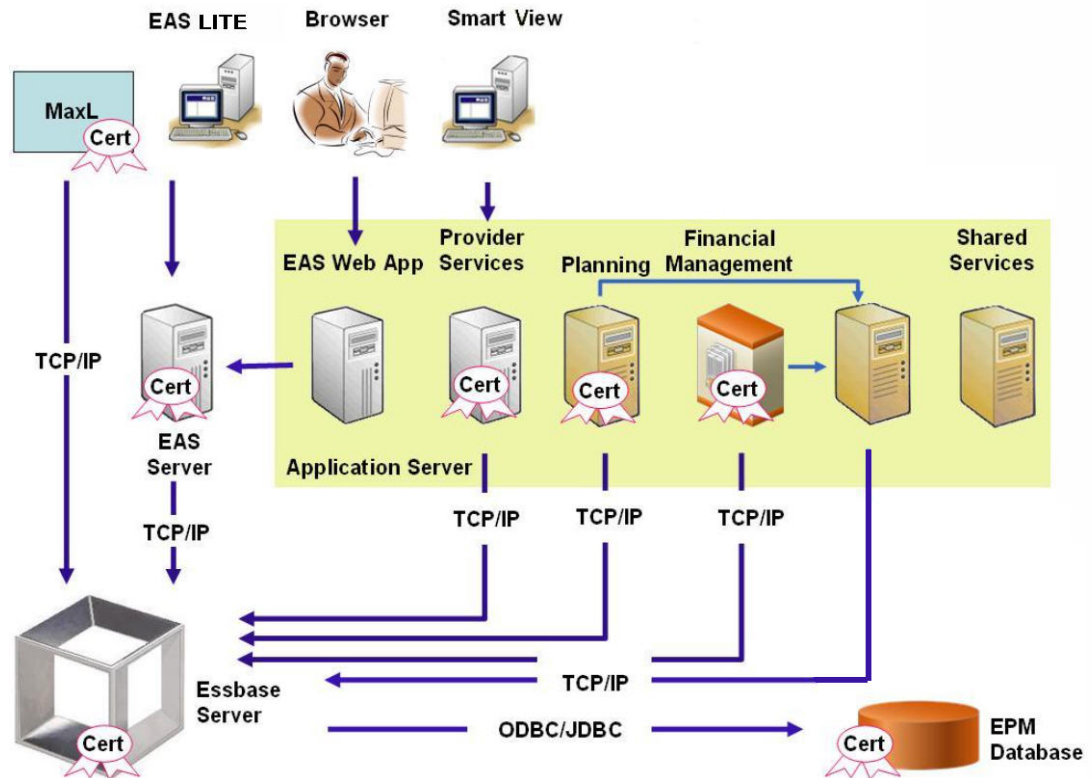 EAS LITE
Browser
Smart View
MaxL
Cert
Provider
Services
Financial
Management
Shared
Services
EAS Web App
Planning
TCP/IP
Cert
Cert
Cert
Cert
EAS
Server
Application Server
TCP/IP
TCP/IP
TCP/IP
TCP/IP
Essbase
Server
TCP/IP
ODBC/JDBC
Cert
Cert
EPM
Database